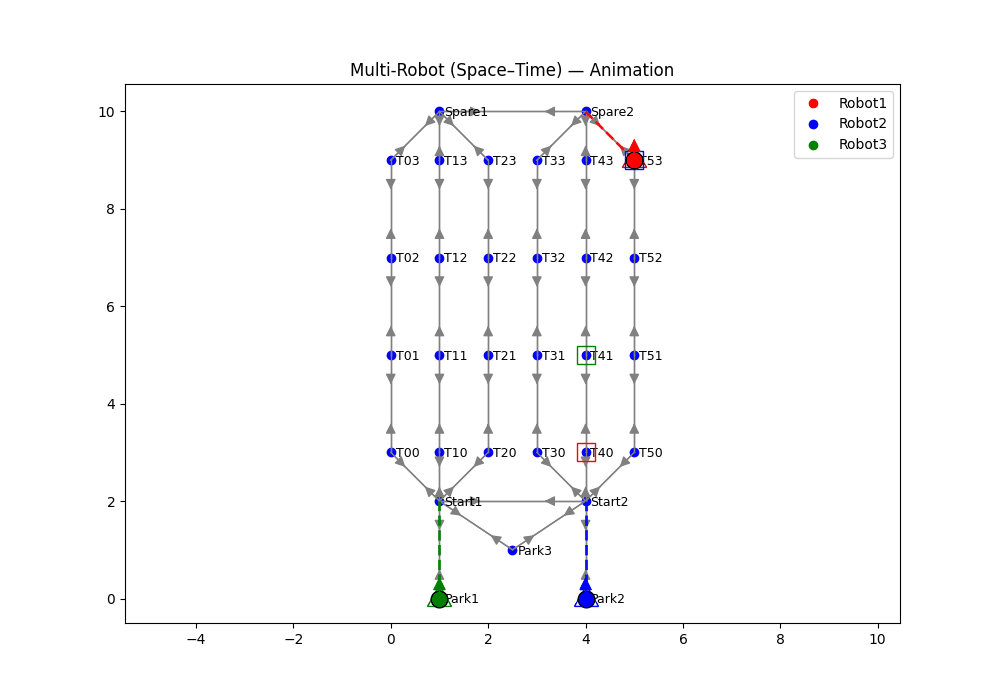 Multi-Robot (Space–Time) — Animation
Robot1
Robot2
Robot3
10
8
6
4
2
0
−4
−2
0
2
4
6
8
10
Spare1
Spare2
T03
T13
T23
T33
T43
T53
T02
T12
T22
T32
T42
T52
T01
T11
T21
T31
T41
T51
T00
T10
T20
T30
T40
T50
Start1
Start2
Park3
Park1
Park2